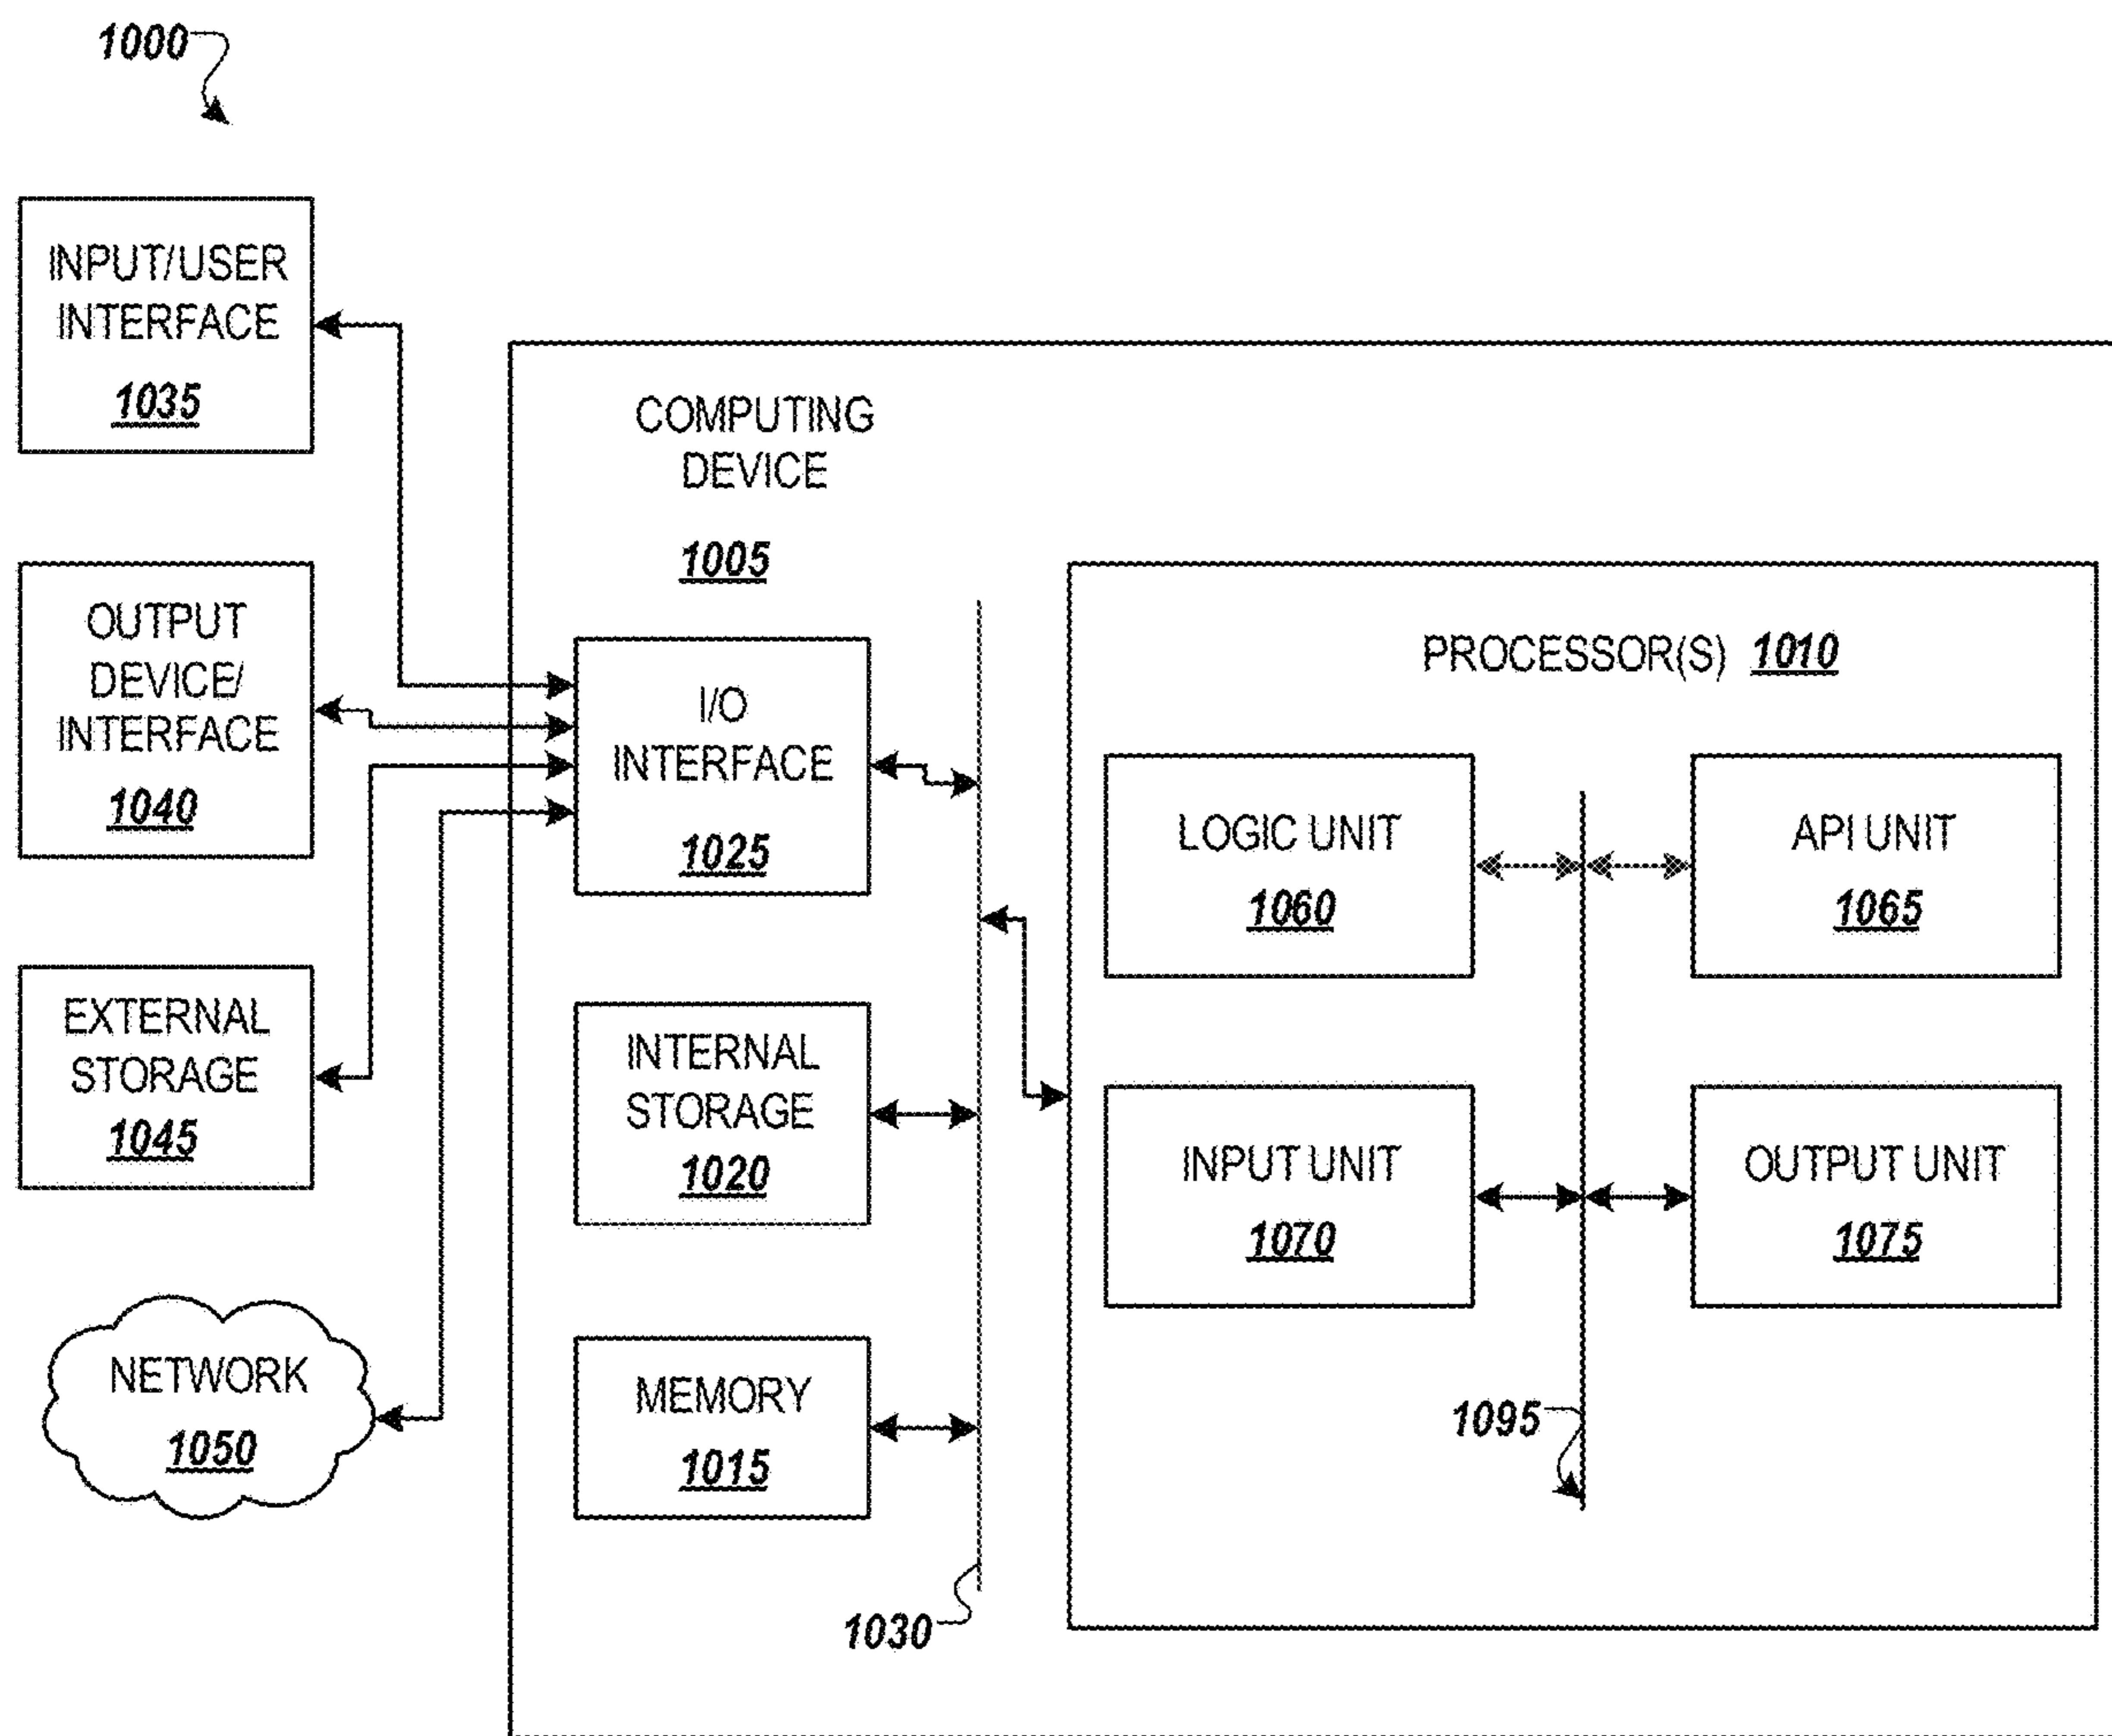 1000
INPUT/USER
INTERFACE
1035
OUTPUT
DEVICE/
INTERFACE
1040
EXTERNAL
STORAGE
1045
NETWORK
1050
COMPUTING
DEVICE
1005
I/O
INTERFACE
1025
INTERNAL
STORAGE
1020
MEMORY
1015
1030
PROCESSOR(S) 1010
LOGIC UNIT
1060
API UNIT
1065
INPUT UNIT
1070
OUTPUT UNIT
1075
1095